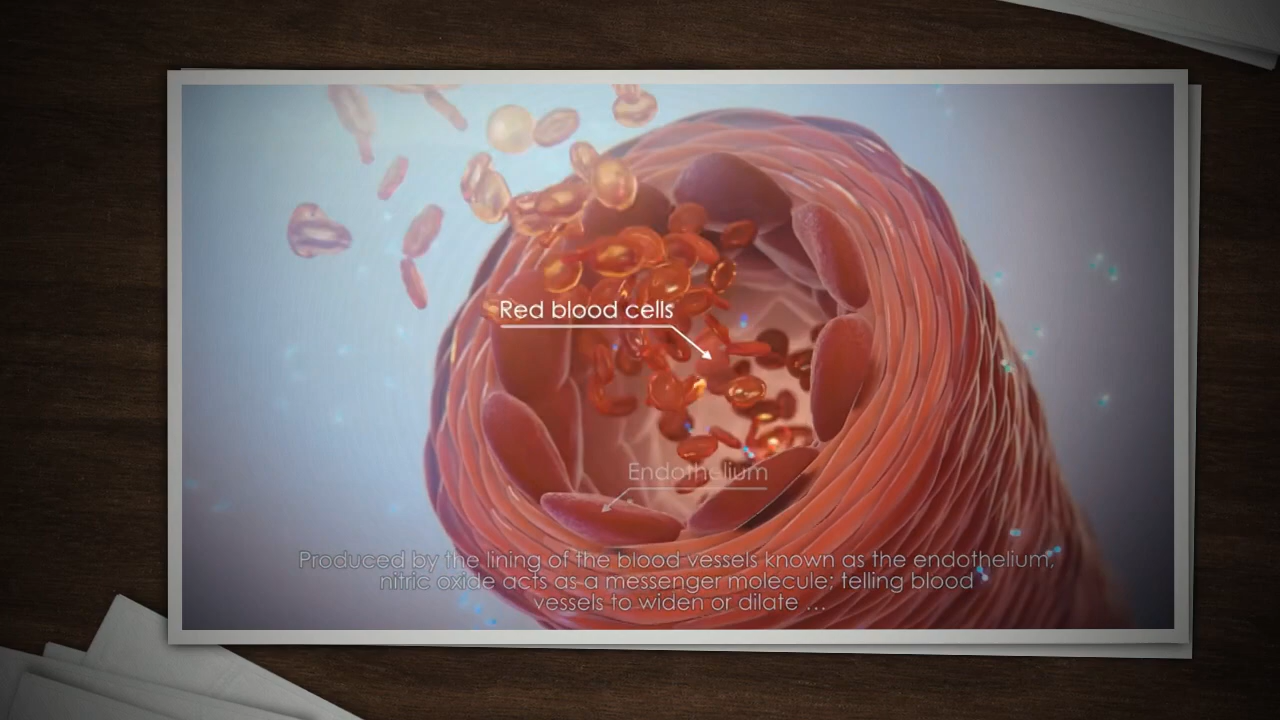 Red blood cells
Endothelium
Produced by the lining of the blood vessels known as the endothelium,
nitric oxide acts as a messenger molecule; telling blood
vessels to widen or dilate ...